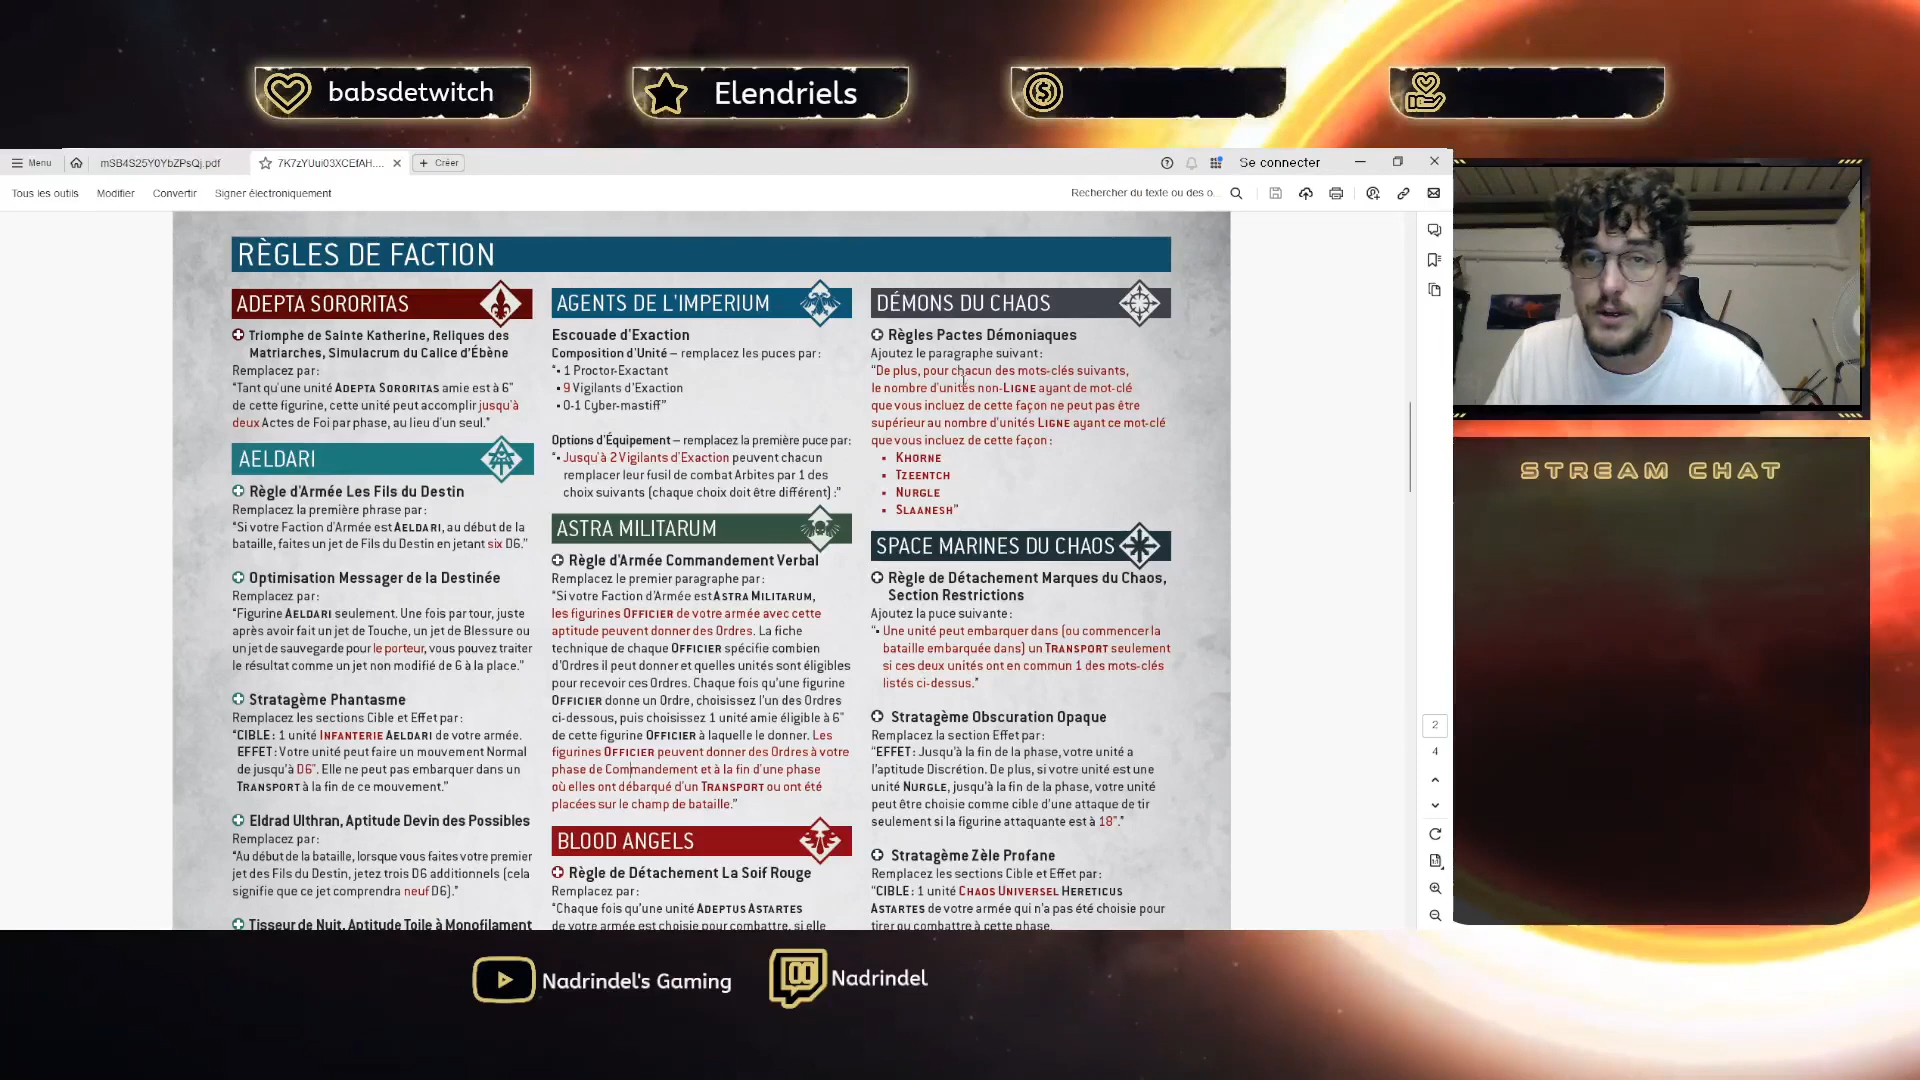 babsdetwitch
Elendriels
Menu
mSB4S25Y0YbZPsQj.pdf
7K7zYUui03XCEfAH....
Créer
Se connecter
Tous les outils
Modifier
Convertir
Signer électroniquement
Rechercher du texte ou des o...
RÈGLES DE FACTION
ADEPTA SORORITAS
Triomphe de Sainte Katherine, Reliques des
Matriarches, Simulacrum du Calice d'Ébène
Remplacez par :
"Tant qu'une unité ADEPTA SORORITAS amie est à 6"
de cette figurine, cette unité peut accomplir jusqu'à
deux Actes de Foi par phase, au lieu d'un seul."
AELDARI
Règle d'Armée Les Fils du Destin
Remplacez la première phrase par :
"Si votre Faction d'Armée est AELDARI, au début de la
bataille, faites un jet de Fils du Destin en jetant six D6."
Optimisation Messager de la Destinée
Remplacez par :
"Figurine AELDARI seulement. Une fois par tour, juste
après avoir fait un jet de Touche, un jet de Blessure ou
un jet de sauvegarde pour le porteur, vous pouvez traiter
le résultat comme un jet non modifié de 6 à la place."
Stratagème Phantasme
Remplacez les sections Cible et Effet par :
"CIBLE : 1 unité INFANTERIE AELDARI de votre armée.
EFFET : Votre unité peut faire un mouvement Normal
de jusqu'à D6". Elle ne peut pas embarquer dans un
TRANSPORT à la fin de ce mouvement."
Eldrad Ulthran, Aptitude Devin des Possibles
Remplacez par :
"Au début de la bataille, lorsque vous faites votre premier
jet des Fils du Destin, jetez trois D6 additionnels (cela
signifie que ce jet comprendra neuf D6)."
Tisseur de Nuit, Aptitude Toile à Monofilament
AGENTS DE L'IMPERIUM
Escouade d'Exaction
Composition d'Unité – remplacez les puces par :
"• 1 Proctor-Exactant
• 9 Vigilants d'Exaction
• 0-1 Cyber-mastiff"
Options d'Équipement – remplacez la première puce par :
"• Jusqu'à 2 Vigilants d'Exaction peuvent chacun
remplacer leur fusil de combat Arbites par 1 des
choix suivants (chaque choix doit être différent) :"
ASTRA MILITARUM
Règle d'Armée Commandement Verbal
Remplacez le premier paragraphe par :
"Si votre Faction d'Armée est ASTRA MILITARUM,
les figurines OFFICIER de votre armée avec cette
aptitude peuvent donner des Ordres. La fiche
technique de chaque OFFICIER spécifie combien
d'Ordres il peut donner et quelles unités sont éligibles
pour recevoir ces Ordres. Chaque fois qu'une figurine
OFFICIER donne un Ordre, choisissez l'un des Ordres
ci-dessous, puis choisissez 1 unité amie éligible à 6"
de cette figurine OFFICIER à laquelle le donner. Les
figurines OFFICIER peuvent donner des Ordres à votre
phase de Commandement et à la fin d'une phase
où elles ont débarqué d'un TRANSPORT ou ont été
placées sur le champ de bataille."
BLOOD ANGELS
Règle de Détachement La Soif Rouge
Remplacez par :
"Chaque fois qu'une unité ADEPTUS ASTARTES
de votre armée est choisie pour combattre, si elle
DÉMONS DU CHAOS
Règles Pactes Démoniaques
Ajoutez le paragraphe suivant :
"De plus, pour chacun des mots-clés suivants,
le nombre d'unités non-LIGNE ayant de mot-clé
que vous incluez de cette façon ne peut pas être
supérieur au nombre d'unités LIGNE ayant ce mot-clé
que vous incluez de cette façon :
• KHORNE
• TZEENTCH
• NURGLE
• SLAANESH"
SPACE MARINES DU CHAOS
Règle de Détachement Marques du Chaos,
Section Restrictions
Ajoutez la puce suivante :
"• Une unité peut embarquer dans (ou commencer la
bataille embarquée dans) un TRANSPORT seulement
si ces deux unités ont en commun 1 des mots-clés
listés ci-dessus."
Stratagème Obscuration Opaque
Remplacez la section Effet par :
"EFFET : Jusqu'à la fin de la phase, votre unité a
l'aptitude Discrétion. De plus, si votre unité est une
unité NURGLE, jusqu'à la fin de la phase, votre unité
peut être choisie comme cible d'une attaque de tir
seulement si la figurine attaquante est à 18"."
Stratagème Zèle Profane
Remplacez les sections Cible et Effet par :
"CIBLE : 1 unité CHAOS UNIVERSEL HERETICUS
ASTARTES de votre armée qui n'a pas été choisie pour
tirer ou combattre à cette phase.
2
4
STREAM CHAT
Nadrindel's Gaming
Nadrindel